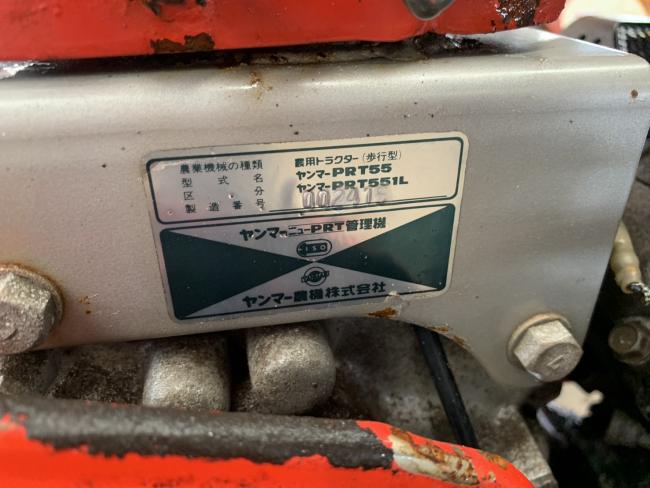 農業機械の種類 農用トラクター(歩行型)
型式名 ヤンマーPRT55
区分 ヤンマーPRT551L
製造番号
ヤンマーニューPRT管理機
ISO
ヤンマー農機株式会社